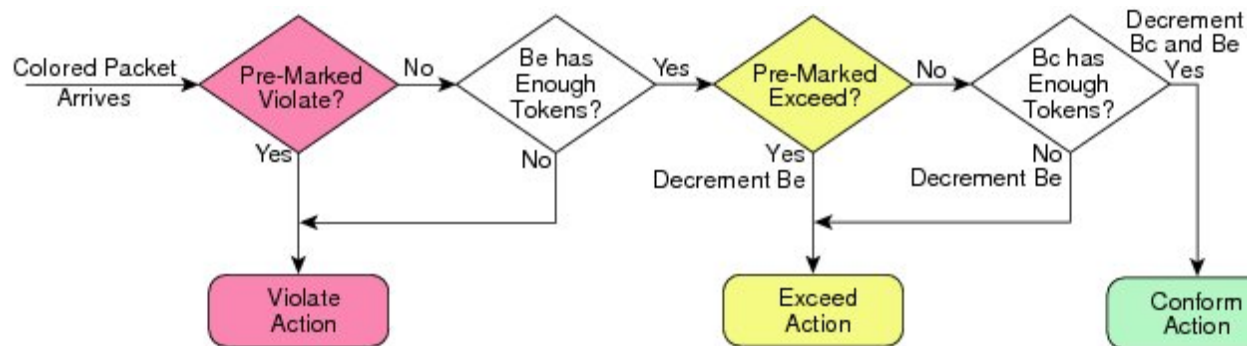 Colored Packet
Arrives
Pre-Marked
Violate?
No
Yes
Be has
Enough
Tokens?
Yes
No
Pre-Marked
Exceed?
No
Yes
Decrement Be
Bc has
Enough
Tokens?
Decrement
Bc and Be
Yes
No
Decrement Be
Violate
Action
Exceed
Action
Conform
Action